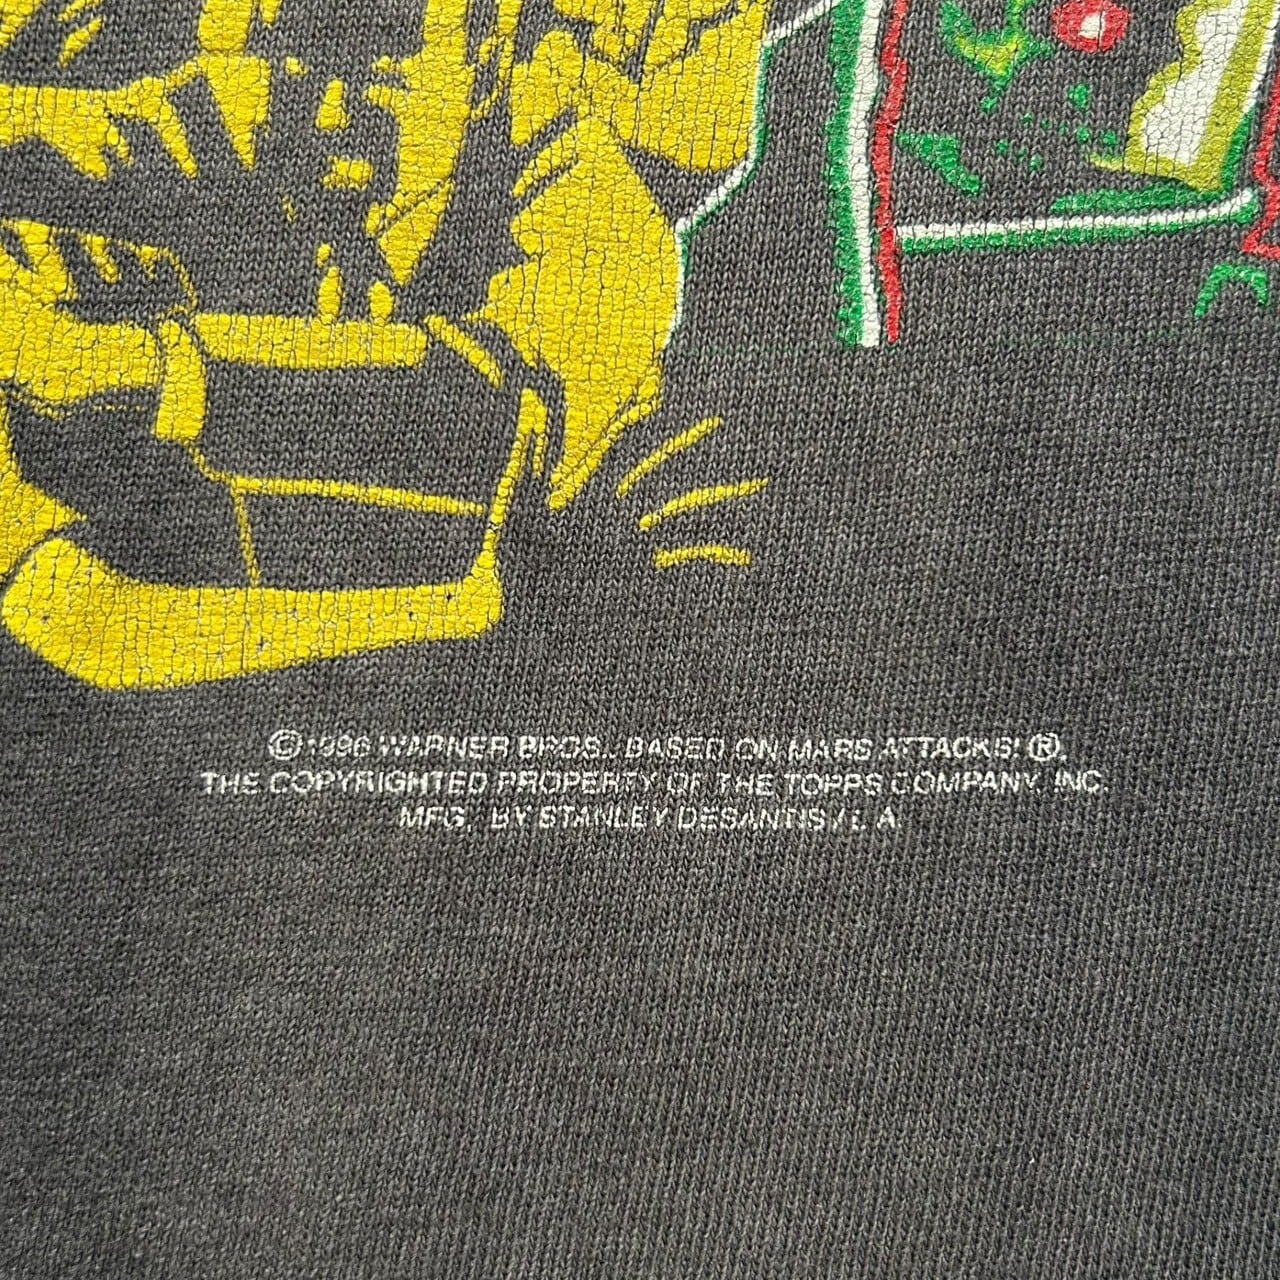 ©1996 WARNER BROS., BASED ON MARS ATTACKS! ®,
THE COPYRIGHTED PROPERTY OF THE TOPPS COMPANY, INC.
MFG. BY STANLEY DESANTIS / L.A.